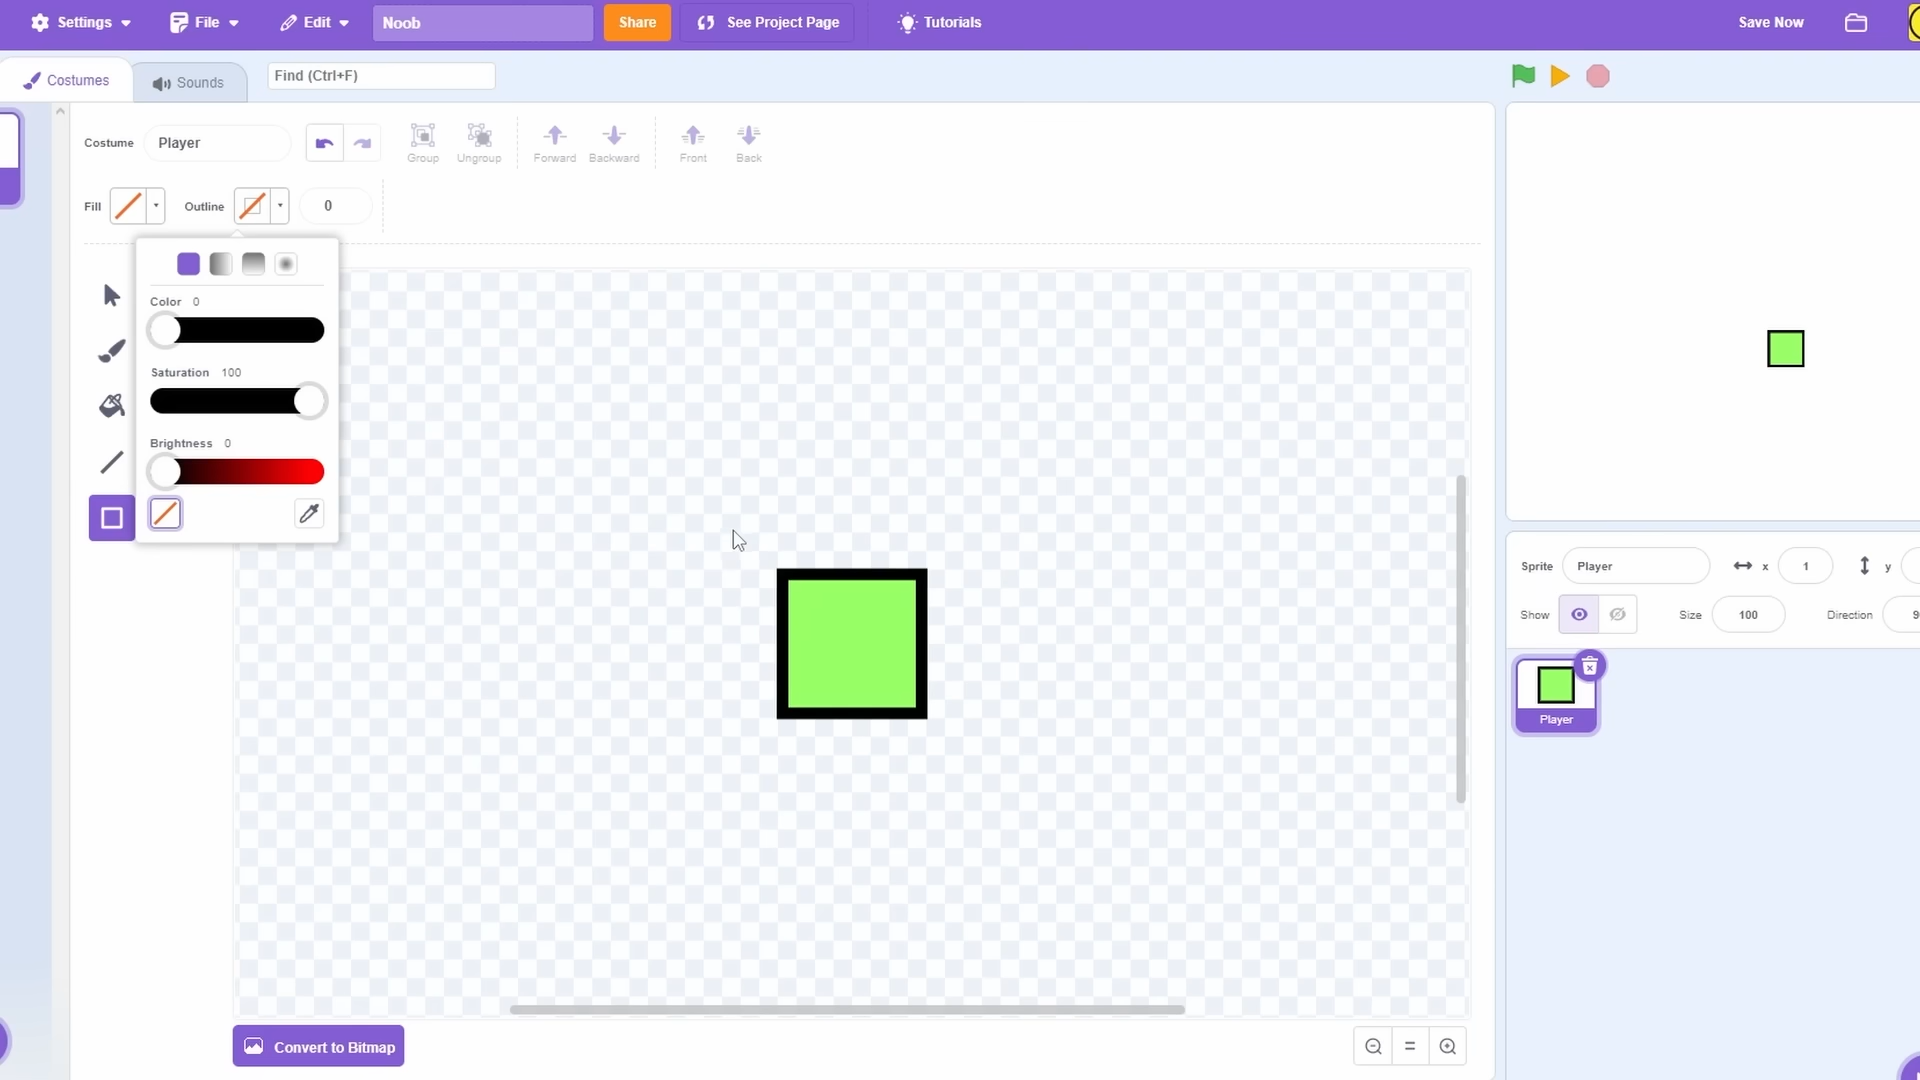 Settings File Edit Noob Share See Project Page Tutorials Save Now
Costumes Sounds Find (Ctrl+F)
Costume Player Group Ungroup Forward Backward Front Back
Fill Outline 0
Color 0
Saturation 100
Brightness 0
Convert to Bitmap
Sprite Player x 1 y
Show Size 100 Direction 9
Player